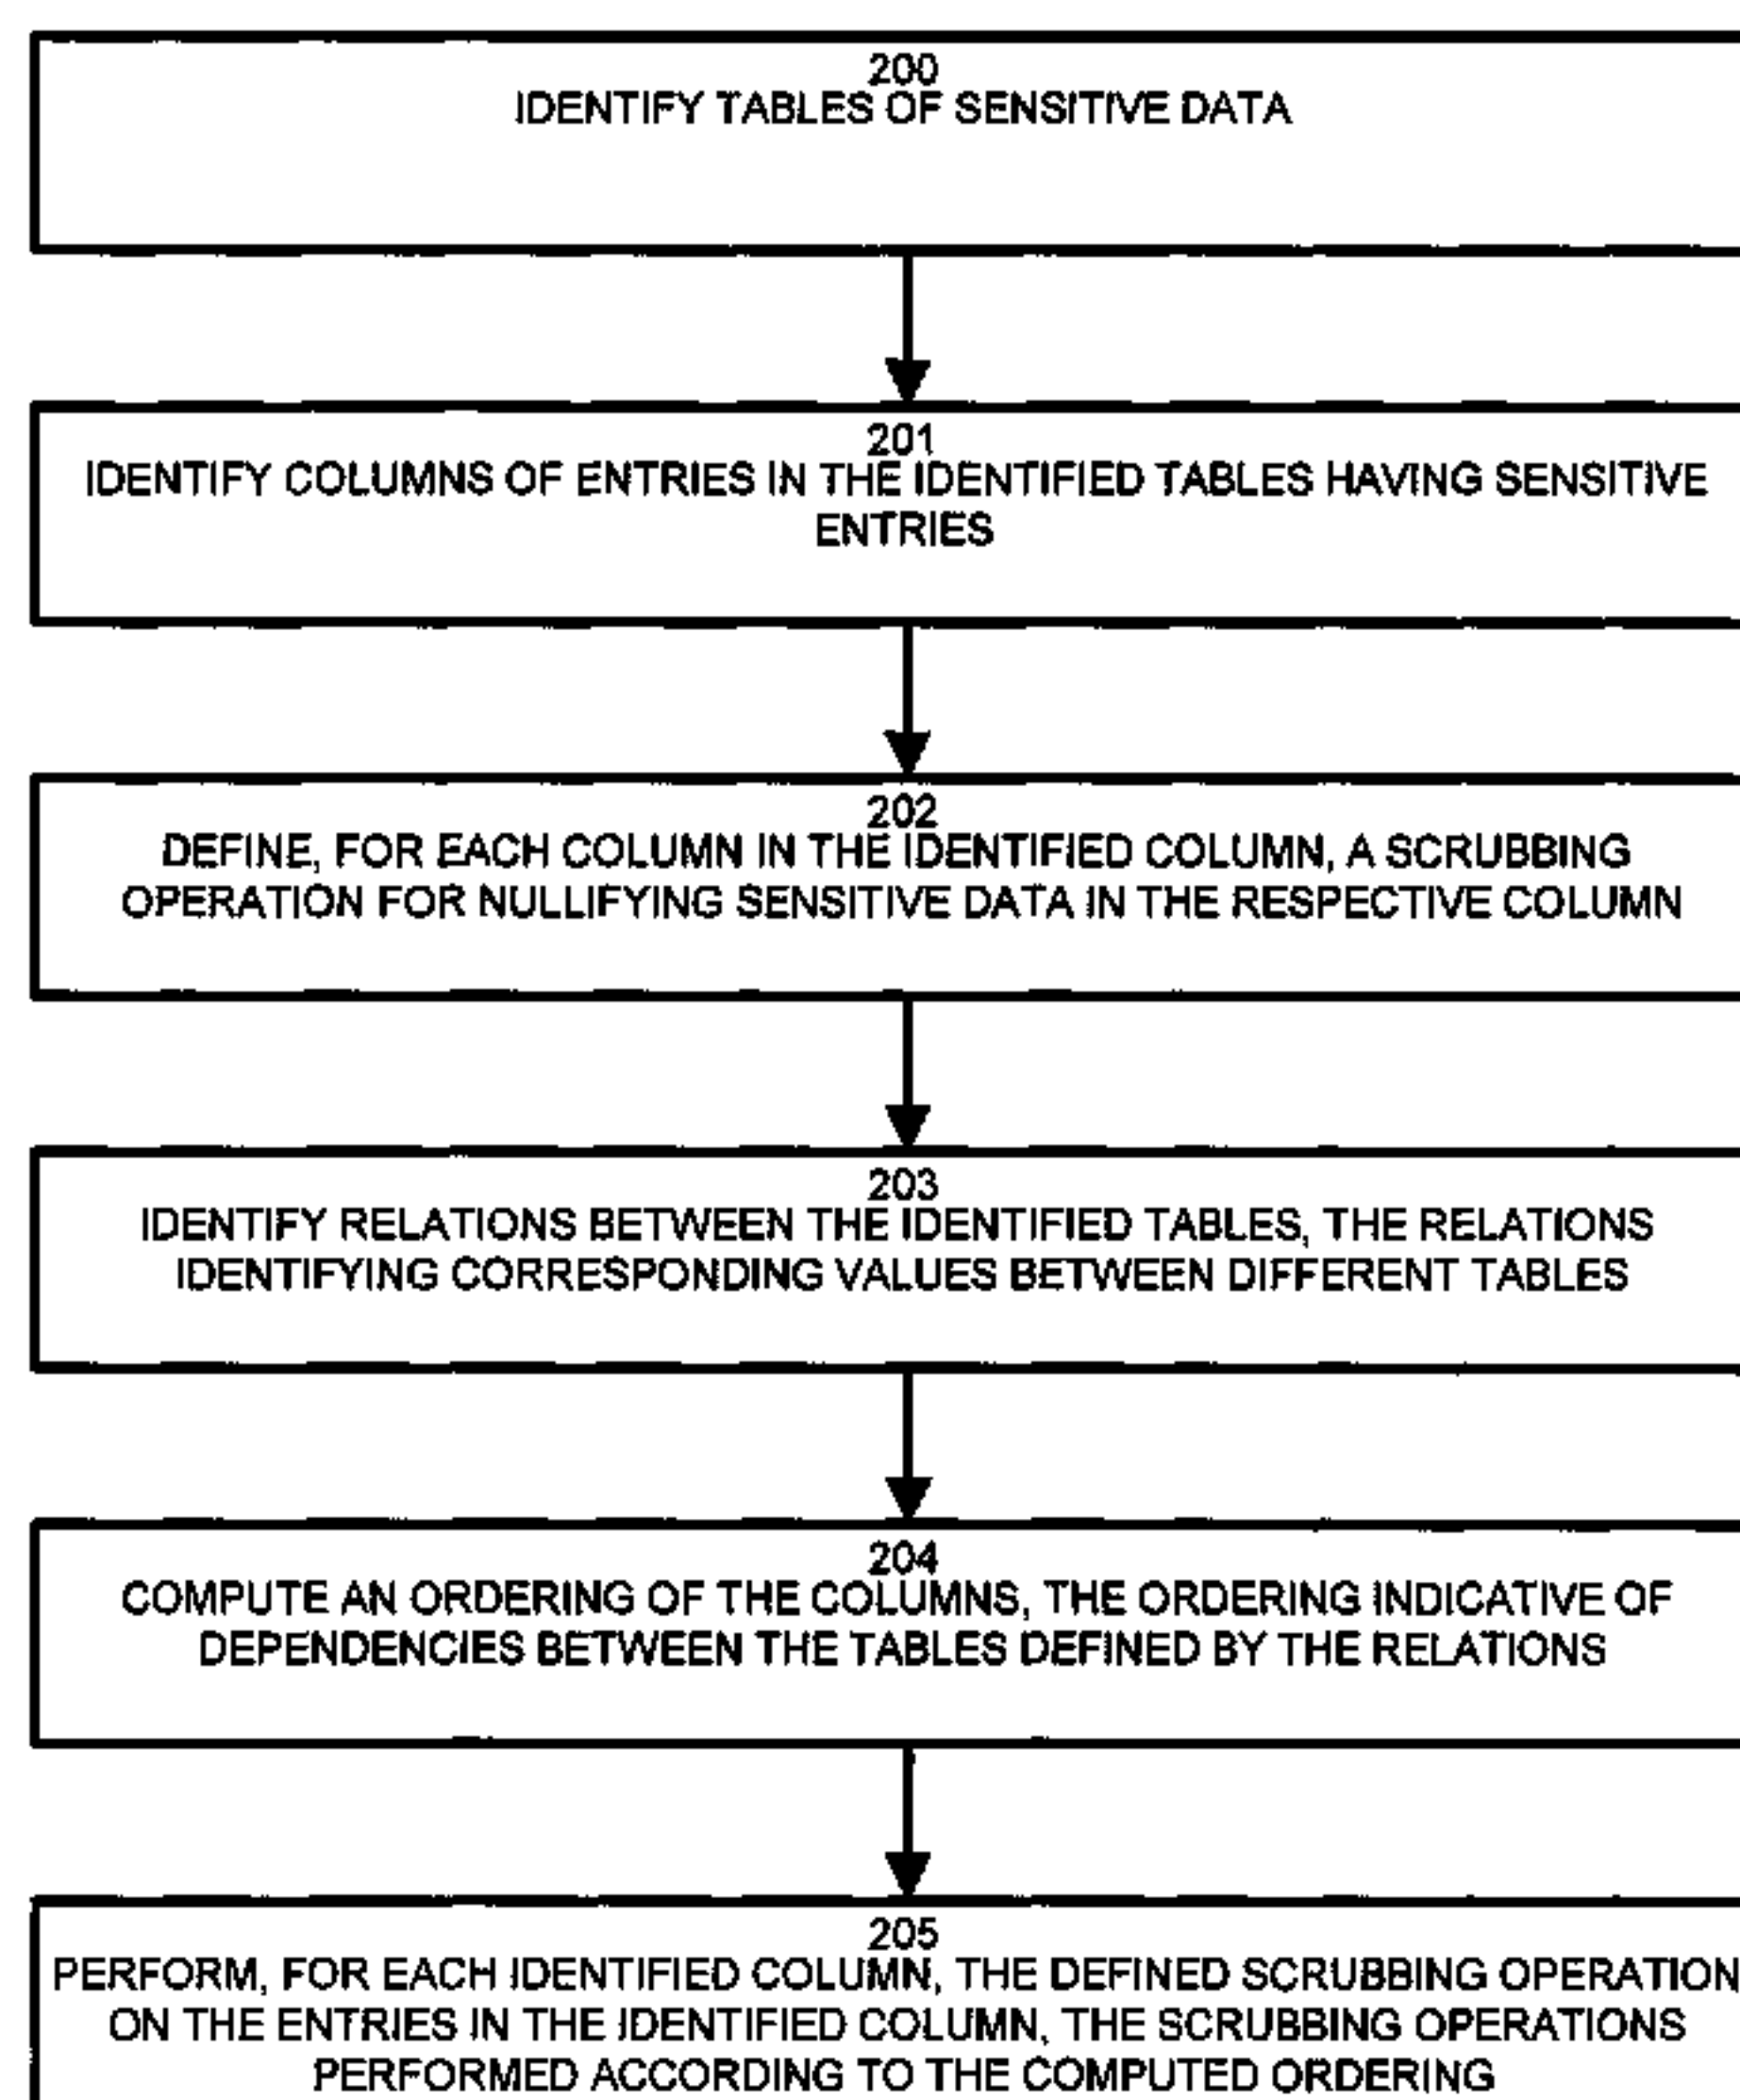 200
IDENTIFY TABLES OF SENSITIVE DATA
201
IDENTIFY COLUMNS OF ENTRIES IN THE IDENTIFIED TABLES HAVING SENSITIVE
ENTRIES
202
DEFINE, FOR EACH COLUMN IN THE IDENTIFIED COLUMN, A SCRUBBING
OPERATION FOR NULLIFYING SENSITIVE DATA IN THE RESPECTIVE COLUMN
203
IDENTIFY RELATIONS BETWEEN THE IDENTIFIED TABLES, THE RELATIONS
IDENTIFYING CORRESPONDING VALUES BETWEEN DIFFERENT TABLES
204
COMPUTE AN ORDERING OF THE COLUMNS, THE ORDERING INDICATIVE OF
DEPENDENCIES BETWEEN THE TABLES DEFINED BY THE RELATIONS
205
PERFORM, FOR EACH IDENTIFIED COLUMN, THE DEFINED SCRUBBING OPERATION
ON THE ENTRIES IN THE IDENTIFIED COLUMN, THE SCRUBBING OPERATIONS
PERFORMED ACCORDING TO THE COMPUTED ORDERING